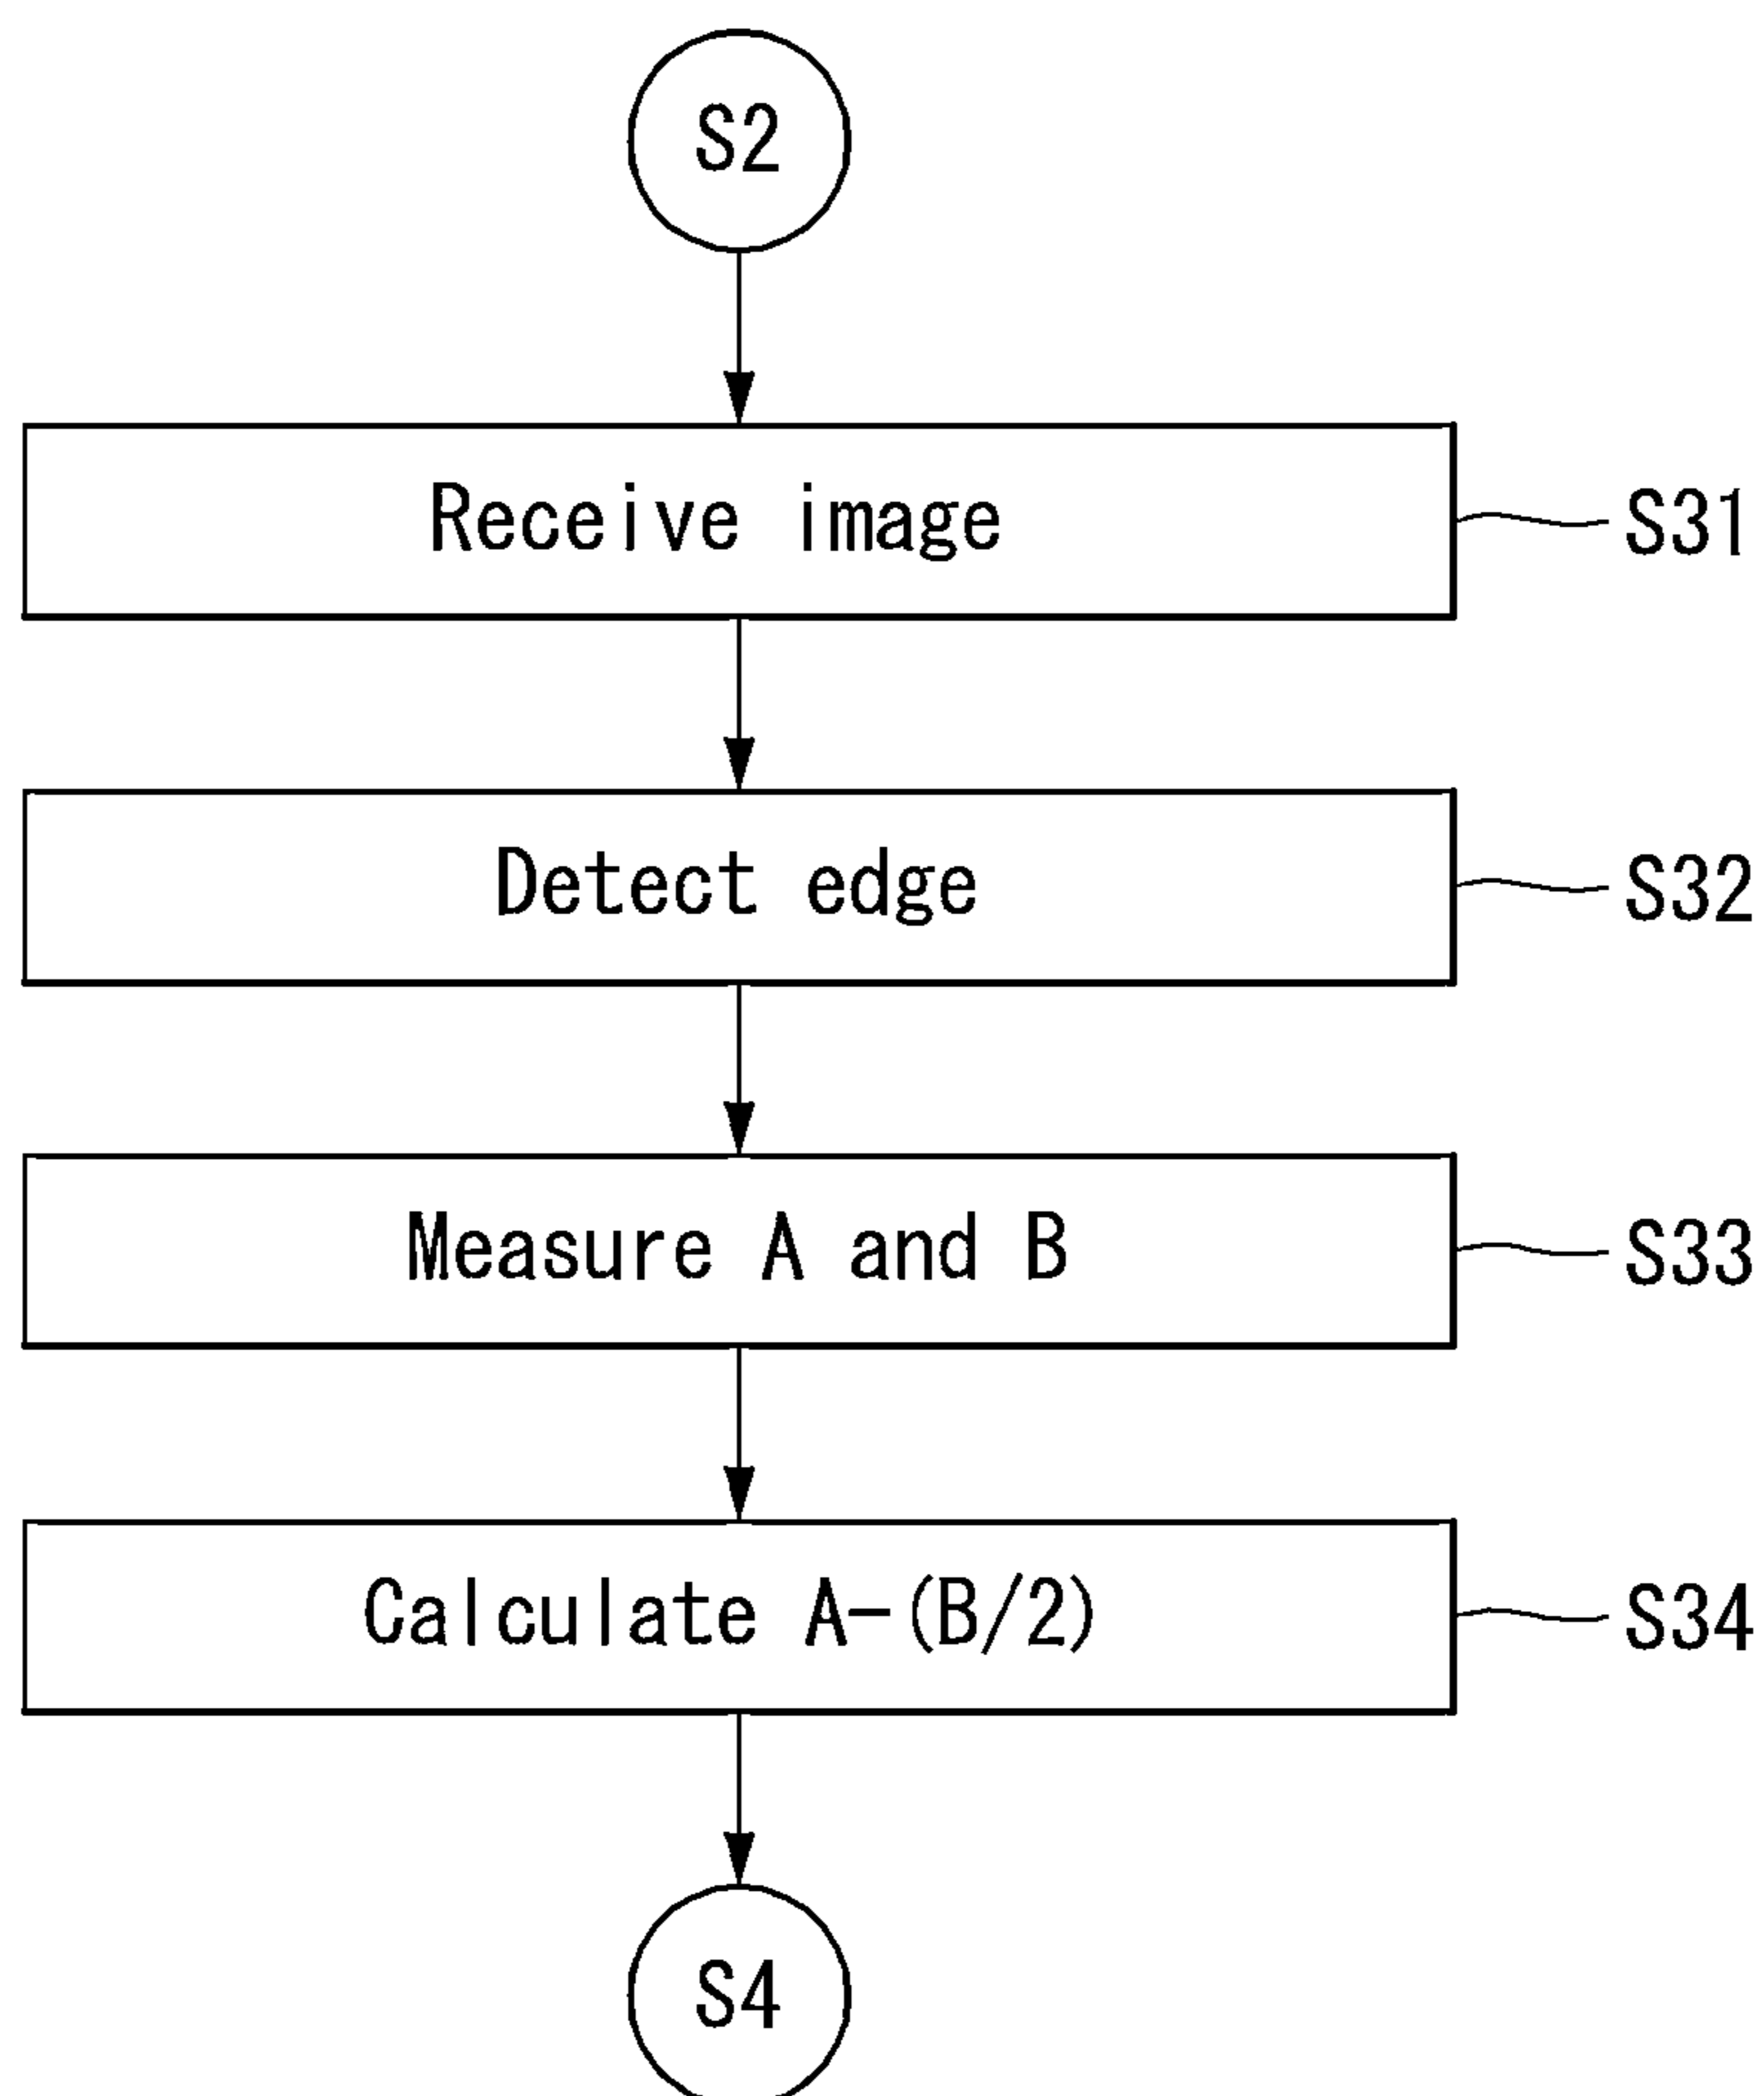 S2
Receive image
S31
Detect edge
S32
Measure A and B
S33
Calculate A-(B/2)
S34
S4